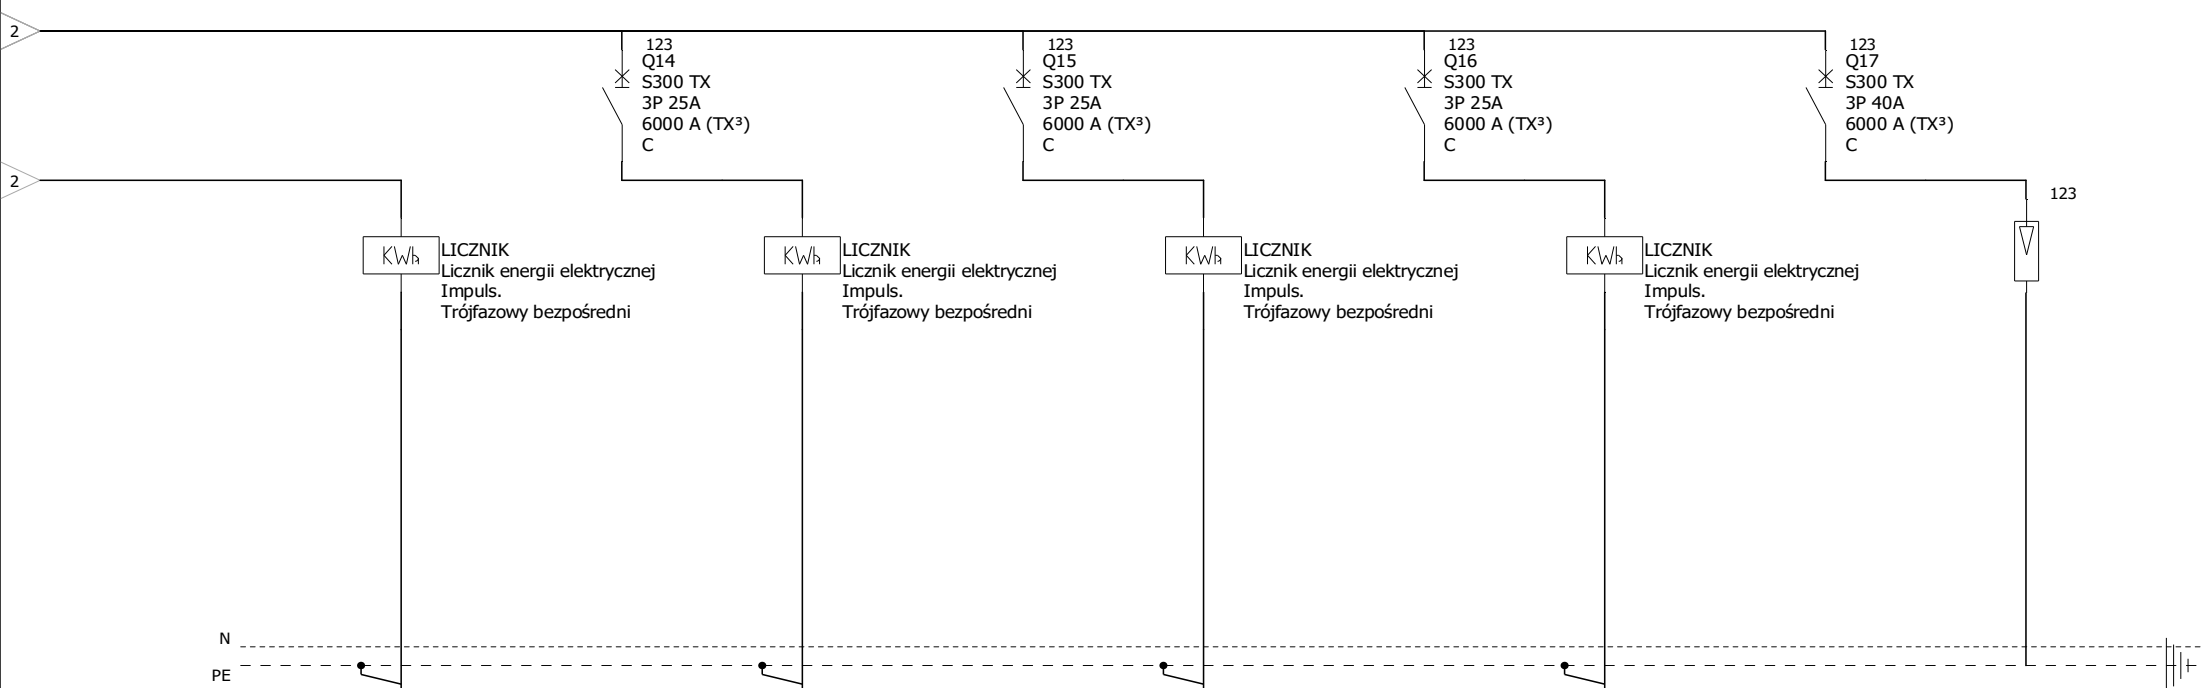 2
123
Q14
S300 TX
3P 25A
6000 A (TX³)
C
123
Q15
S300 TX
3P 25A
6000 A (TX³)
C
123
Q16
S300 TX
3P 25A
6000 A (TX³)
C
123
Q17
S300 TX
3P 40A
6000 A (TX³)
C
2
123
KWh
LICZNIK
Licznik energii elektrycznej
Impuls.
Trójfazowy bezpośredni
KWh
LICZNIK
Licznik energii elektrycznej
Impuls.
Trójfazowy bezpośredni
KWh
LICZNIK
Licznik energii elektrycznej
Impuls.
Trójfazowy bezpośredni
KWh
LICZNIK
Licznik energii elektrycznej
Impuls.
Trójfazowy bezpośredni
N
PE